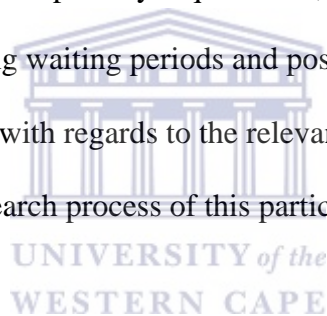 g waiting periods and pos
with regards to the relevan
earch process of this partic
UNIVERSITY of the
WESTERN CAPE